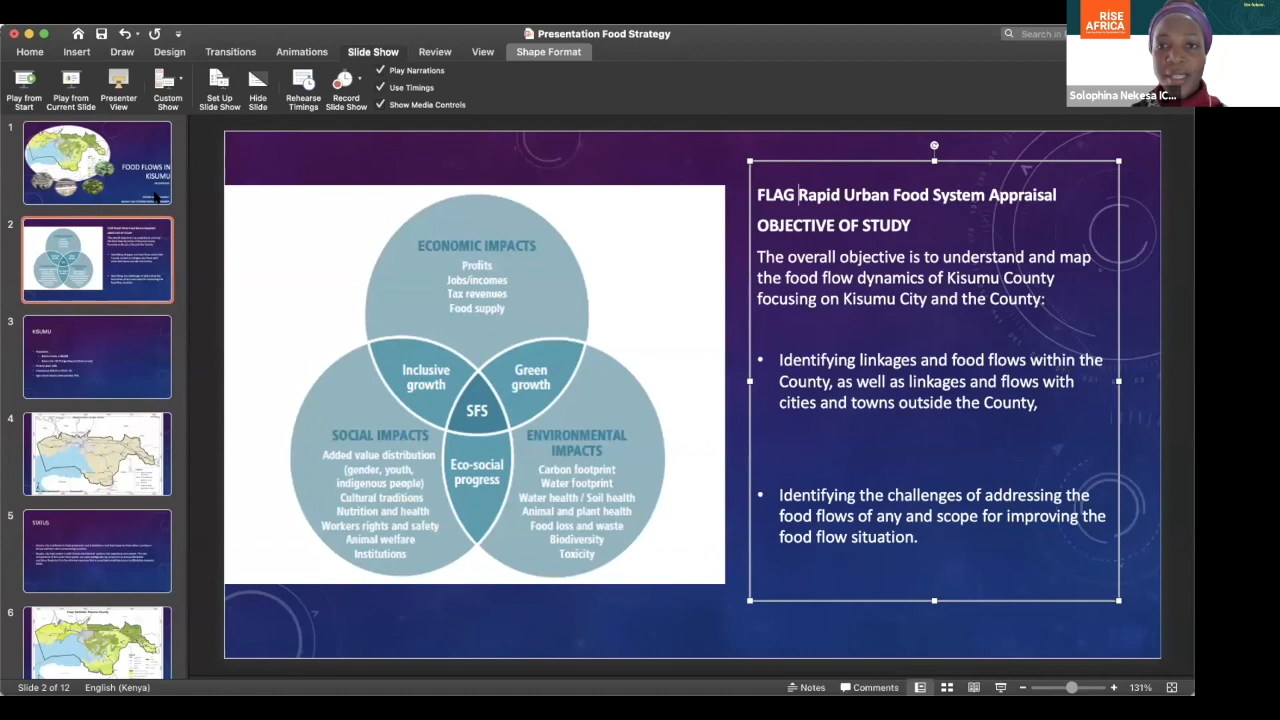 the future.
RISE
AFRICA
Solophina Nekesa IC...
Presentation Food Strategy
Search in
Home
Insert
Draw
Design
Transitions
Animations
Slide Show
Review
View
Shape Format
Play from
Start
Play from
Current Slide
Presenter
View
Custom
Show
Set Up
Slide Show
Hide
Slide
Rehearse
Timings
Record
Slide Show
Play Narrations
Use Timings
Show Media Controls
1
FOOD FLOWS IN
KISUMU
2
3
KISUMU
4
5
STATUS
6
ECONOMIC IMPACTS
Profits
Jobs/incomes
Tax revenues
Food supply
Inclusive
growth
Green
growth
SFS
SOCIAL IMPACTS
Added value distribution
(gender, youth,
indigenous people)
Cultural traditions
Nutrition and health
Workers rights and safety
Animal welfare
Institutions
Eco-social
progress
ENVIRONMENTAL
IMPACTS
Carbon footprint
Water footprint
Water health / Soil health
Animal and plant health
Food loss and waste
Biodiversity
Toxicity
FLAG Rapid Urban Food System Appraisal
OBJECTIVE OF STUDY
The overall objective is to understand and map
the food flow dynamics of Kisumu County
focusing on Kisumu City and the County:
• Identifying linkages and food flows within the
County, as well as linkages and flows with
cities and towns outside the County,
• Identifying the challenges of addressing the
food flows of any and scope for improving the
food flow situation.
Slide 2 of 12
English (Kenya)
Notes
Comments
131%